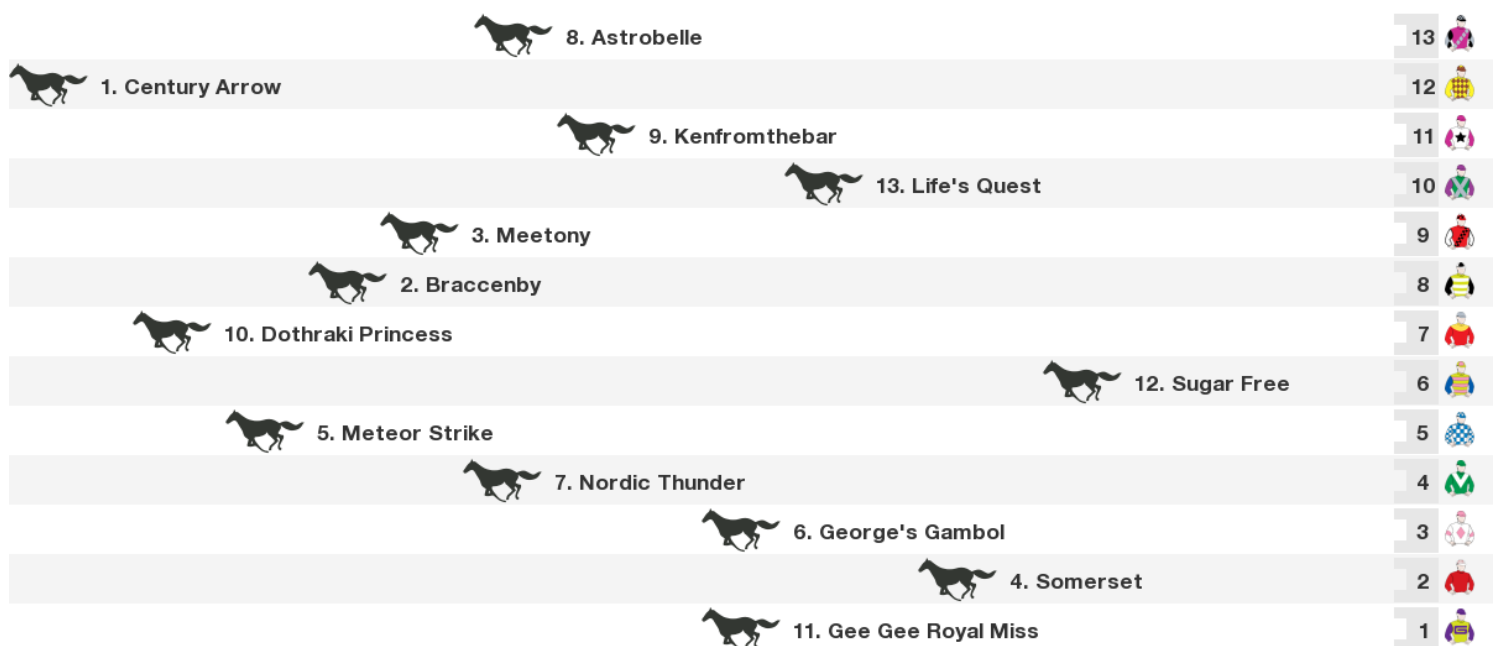 8. Astrobelle 13
1. Century Arrow 12
9. Kenfromthebar 11
13. Life's Quest 10
3. Meetony 9
2. Braccenby 8
10. Dothraki Princess 7
12. Sugar Free 6
5. Meteor Strike 5
7. Nordic Thunder 4
6. George's Gambol 3
4. Somerset 2
11. Gee Gee Royal Miss 1